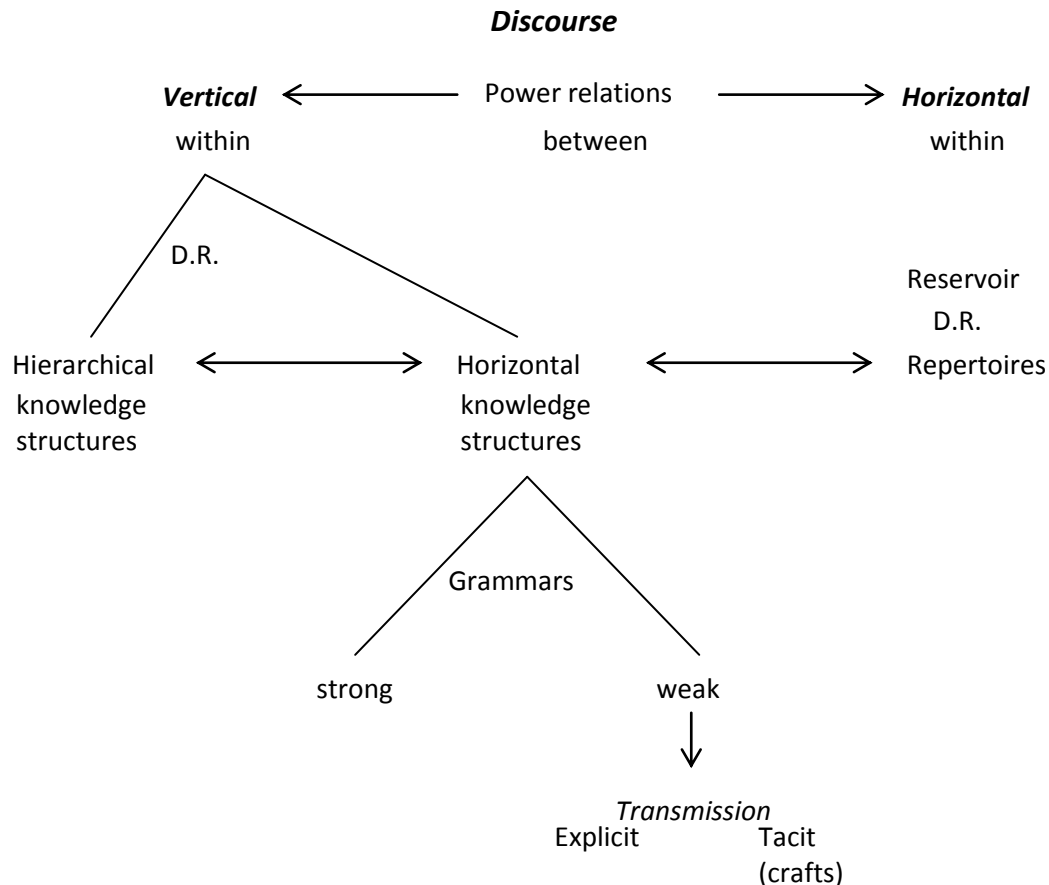 Discourse
Vertical
Power relations
Horizontal
within
between
within
D.R.
Reservoir
D.R.
Hierarchical
knowledge
structures
Horizontal
knowledge
structures
Repertoires
Grammars
strong
weak
Transmission
Explicit
Tacit
(crafts)